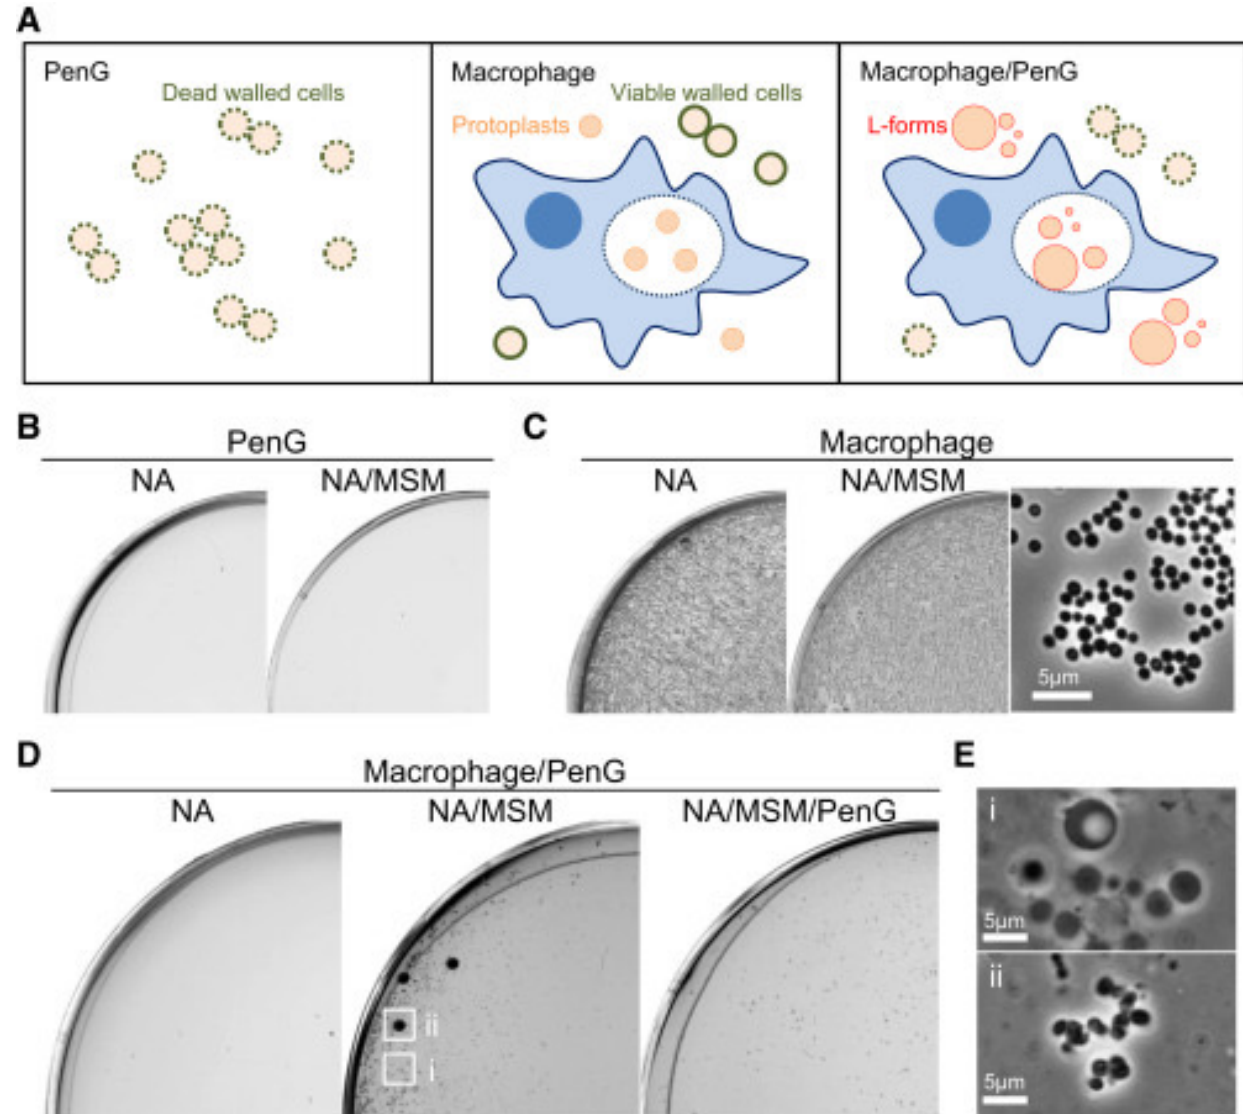 A
PenG
Dead walled cells
Macrophage
Protoplasts
Viable walled cells
Macrophage/PenG
L-forms
B
PenG
NA
NA/MSM
C
Macrophage
NA
NA/MSM
5μm
D
Macrophage/PenG
NA
NA/MSM
ii
i
NA/MSM/PenG
E
i
5μm
ii
5μm